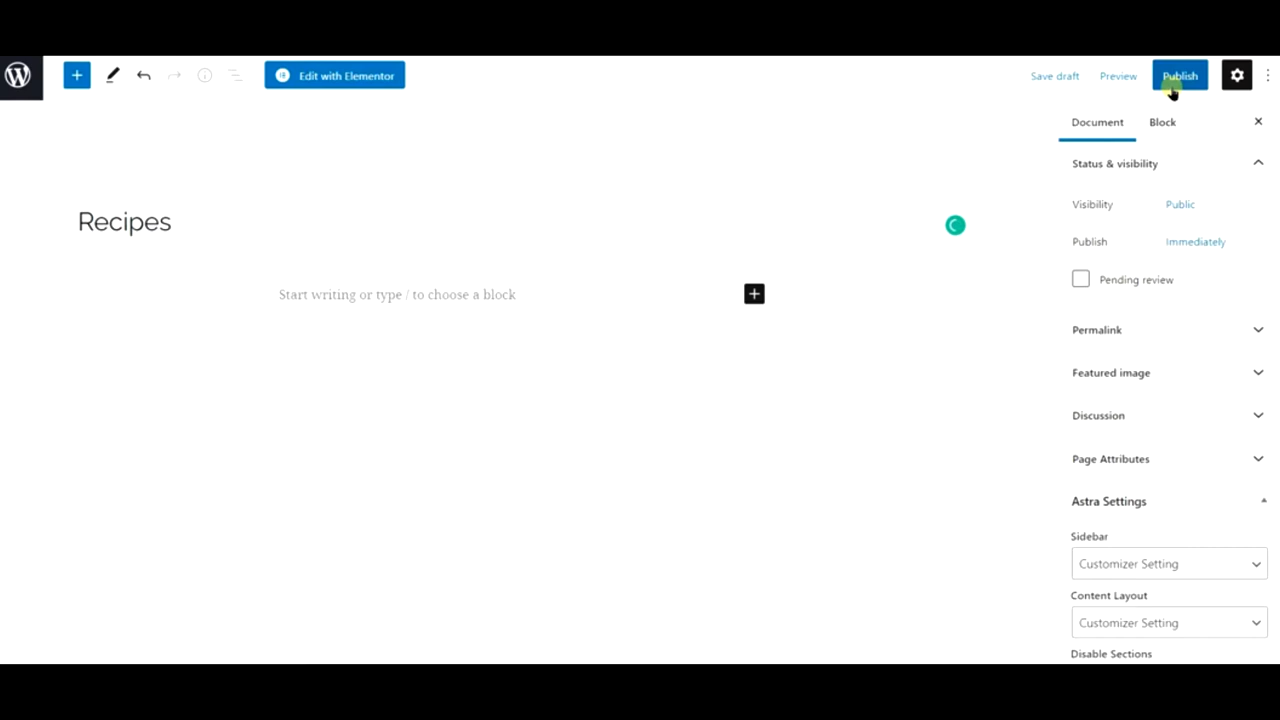 Edit with Elementor
Save draft
Preview
Publish
Document
Block
Status & visibility
Visibility
Public
Publish
Immediately
Pending review
Recipes
Start writing or type / to choose a block
Permalink
Featured image
Discussion
Page Attributes
Astra Settings
Sidebar
Customizer Setting
Content Layout
Customizer Setting
Disable Sections